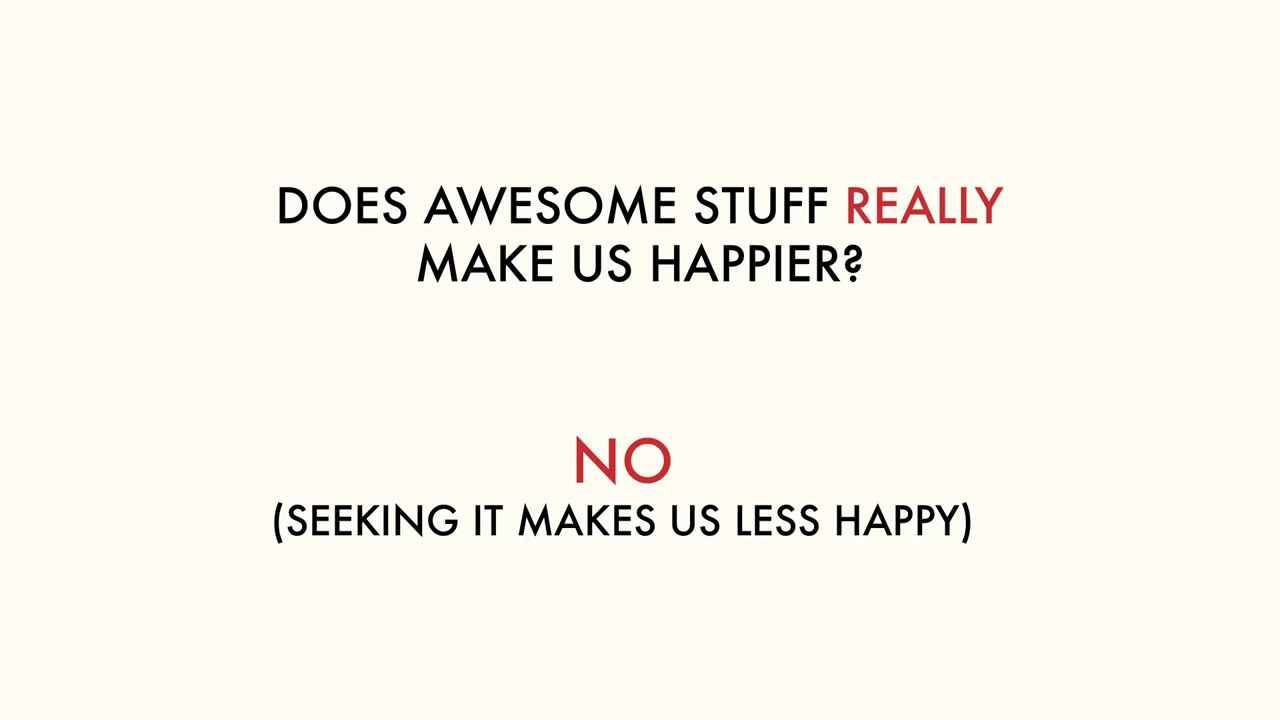 DOES AWESOME STUFF REALLY
MAKE US HAPPIER?
NO
(SEEKING IT MAKES US LESS HAPPY)